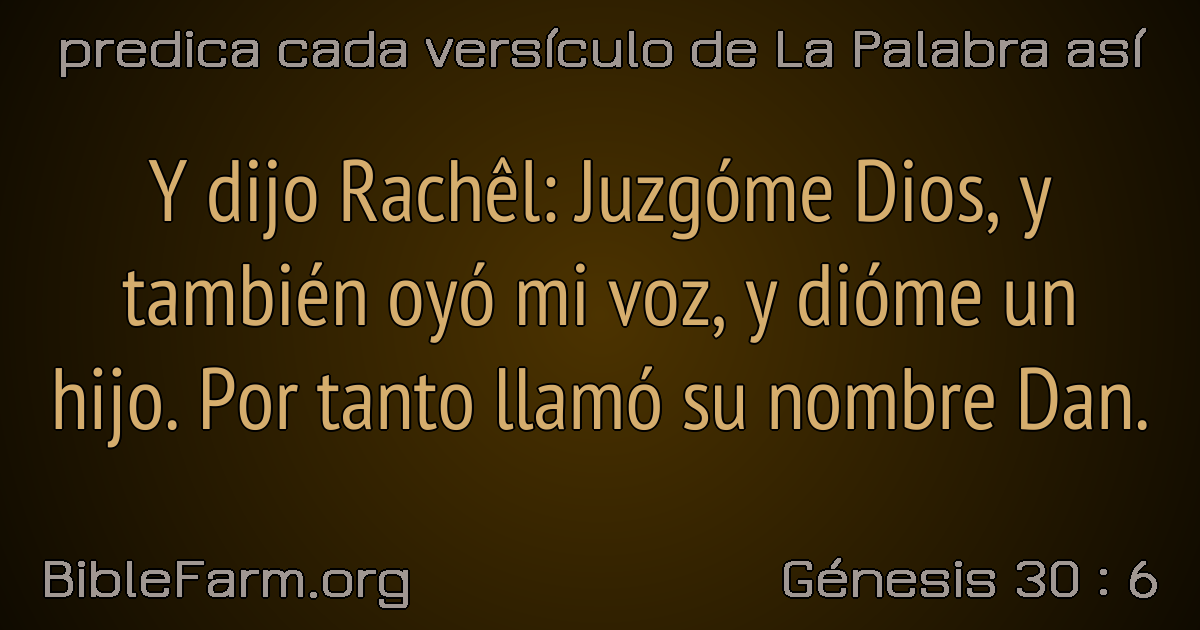 predica cada versículo de La Palabra así
Y dijo Rachêl: Juzgóme Dios, y
también oyó mi voz, y dióme un
hijo. Por tanto llamó su nombre Dan.
BibleFarm.org
Génesis 30 : 6